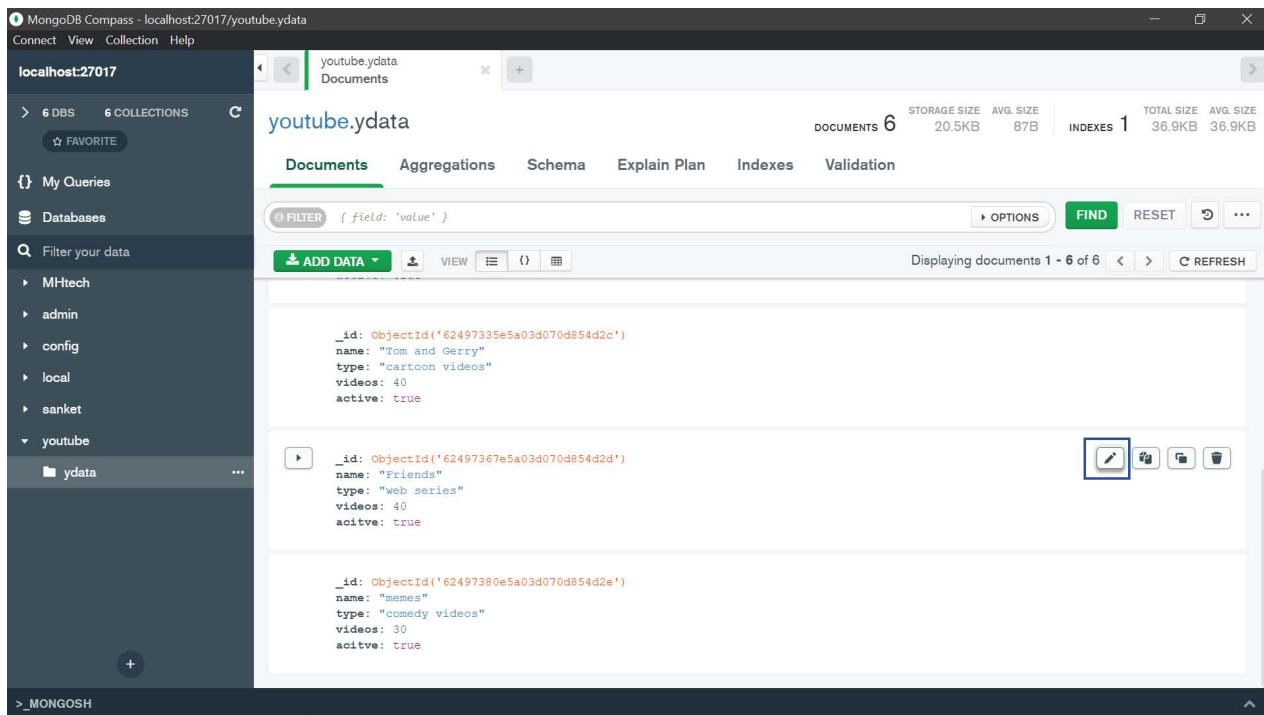 MongoDB Compass - localhost:27017/youtube.ydata
Connect View Collection Help
localhost:27017
6 DBS 6 COLLECTIONS
FAVORITE
{} My Queries
Databases
Filter your data
MHtech
admin
config
local
sanket
youtube
ydata
youtube.ydata
Documents
youtube.ydata
DOCUMENTS 6
STORAGE SIZE AVG. SIZE
20.5KB 87B
INDEXES 1
TOTAL SIZE AVG. SIZE
36.9KB 36.9KB
Documents Aggregations Schema Explain Plan Indexes Validation
FILTER { field: 'value' } OPTIONS FIND RESET
ADD DATA VIEW {} Displaying documents 1 - 6 of 6 REFRESH
_id: ObjectId('62497335e5a03d070d854d2c')
name: "Tom and Gerry"
type: "cartoon videos"
videos: 40
active: true
_id: ObjectId('62497367e5a03d070d854d2d')
name: "Friends"
type: "web series"
videos: 40
acitve: true
_id: ObjectId('62497380e5a03d070d854d2e')
name: "memes"
type: "comedy videos"
videos: 30
acitve: true
>_MONGOSH